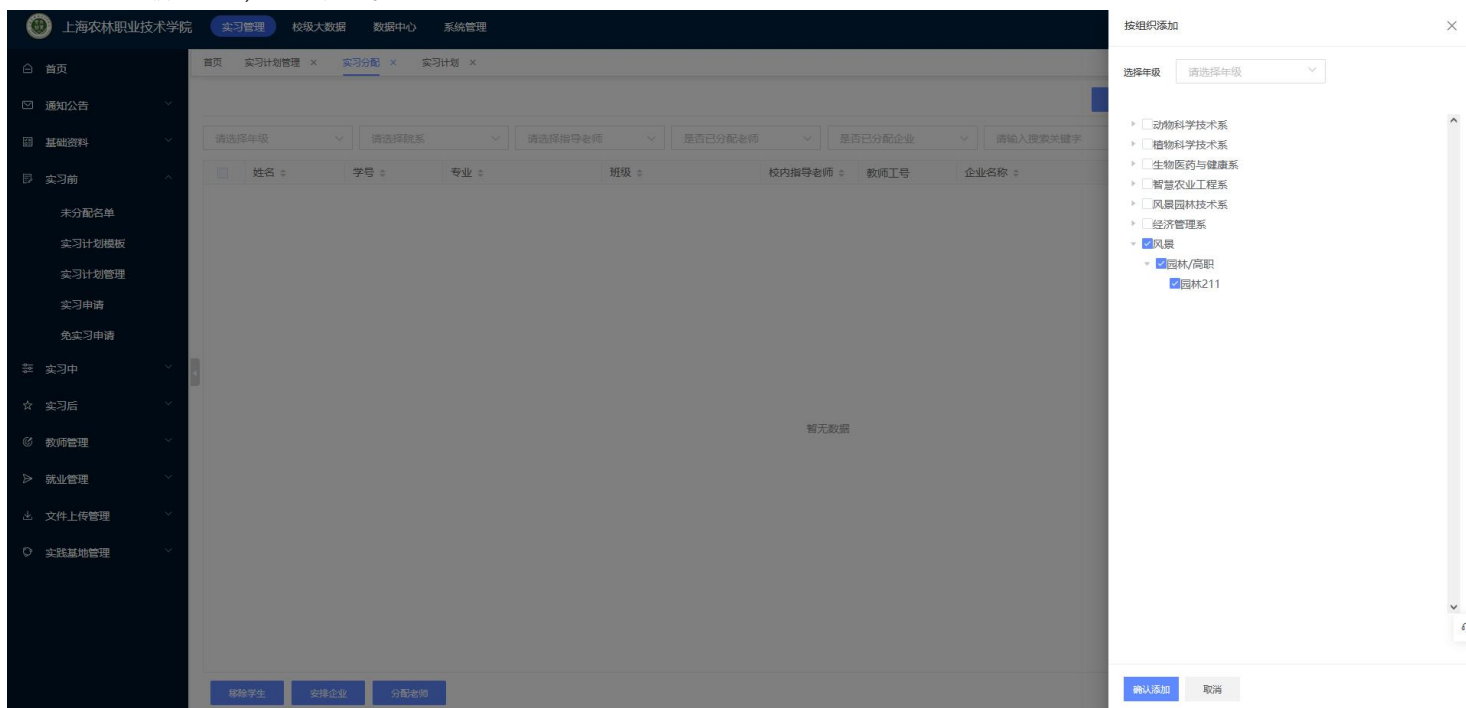 上海农林职业技术学院 实习管理 校级大数据 数据中心 系统管理
首页
通知公告
基础资料
实习前
未分配名单
实习计划模板
实习计划管理
实习申请
免实习申请
实习中
实习后
教师管理
就业管理
文件上传管理
实践基地管理
首页 实习计划管理 × 实习分配 × 实习计划 ×
请选择年级 请选择院系 请选择指导老师 是否已分配老师 是否已分配企业 请输入搜索关键字
姓名 学号 专业 班级 校内指导老师 教师工号 企业名称
暂无数据
移除学生 安排企业 分配老师
按组织添加
选择年级 请选择年级
动物科学技术系
植物科学技术系
生物医药与健康系
智慧农业工程系
风景园林技术系
经济管理系
风景
园林/高职
园林211
确认添加 取消